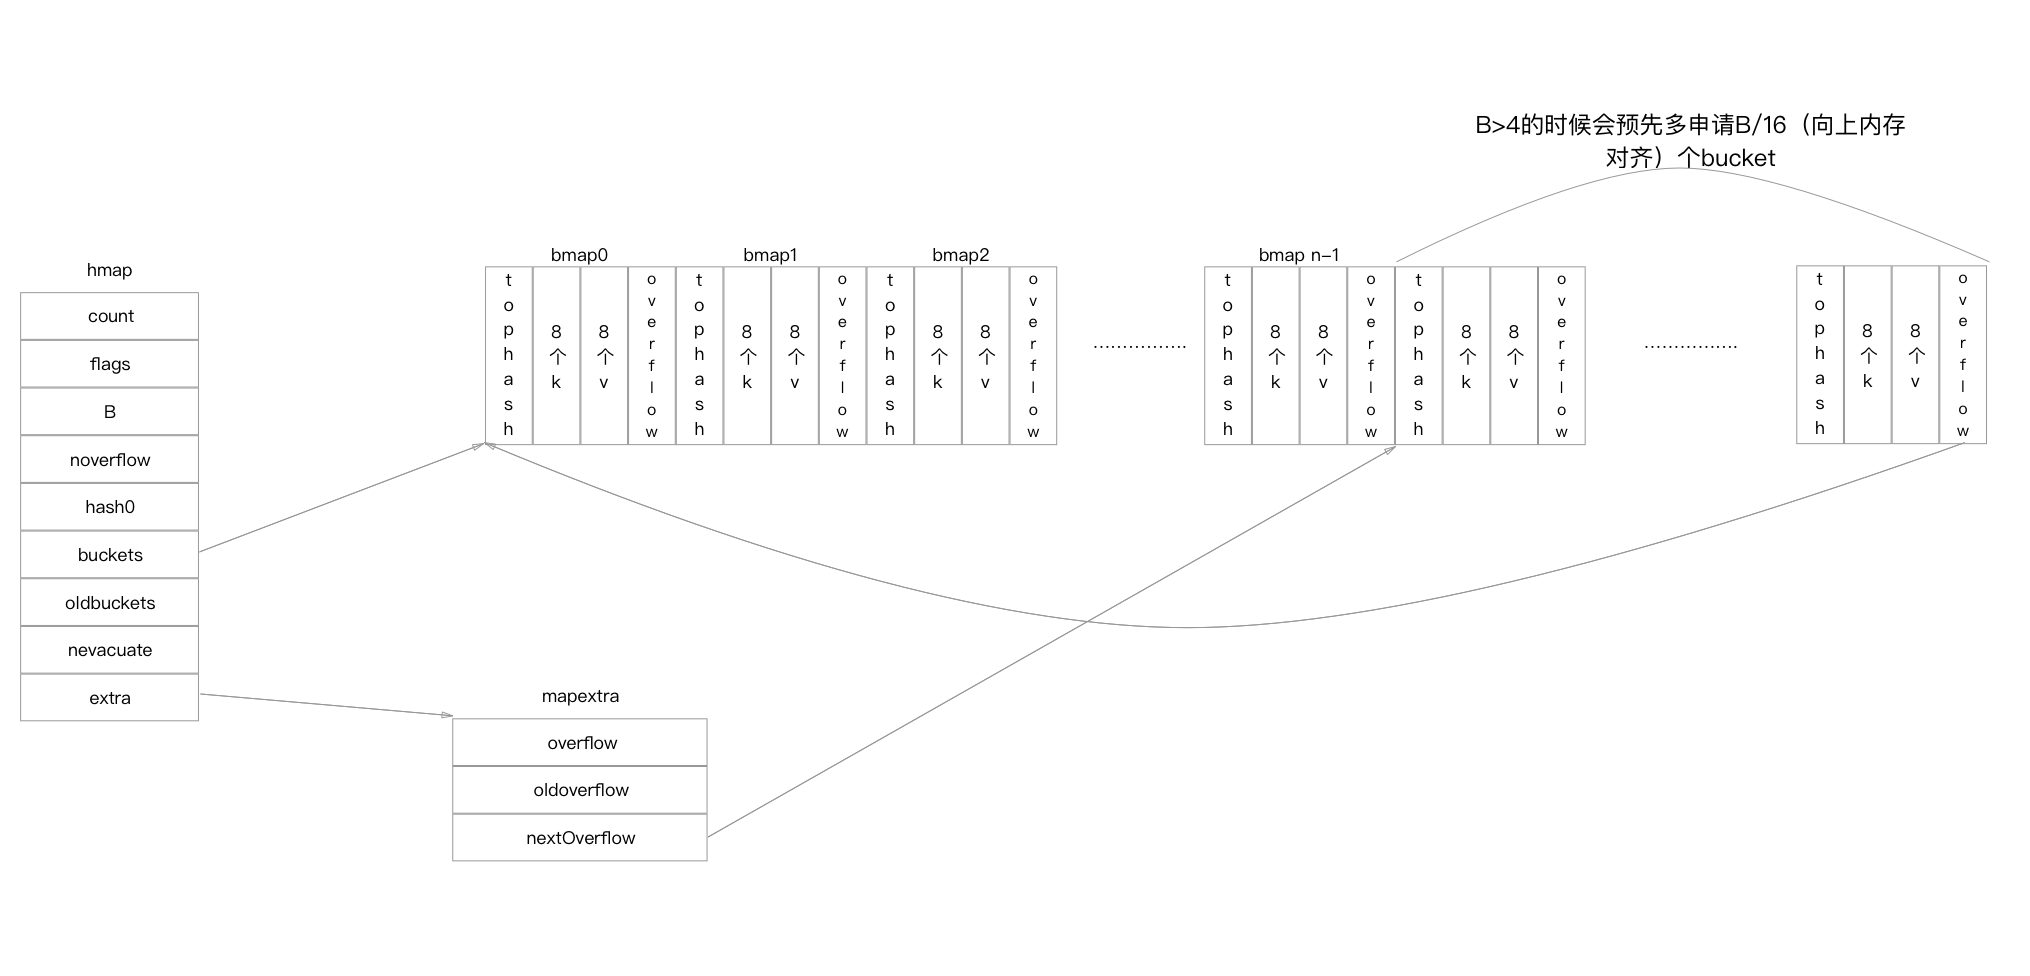 B>4的时候会预先多申请B/16（向上内存
对齐）个bucket
hmap
count
flags
B
noverflow
hash0
buckets
oldbuckets
nevacuate
extra
bmap0
bmap1
bmap2
bmap n-1
tophash
8个k
8个v
overflow
tophash
8个k
8个v
overflow
tophash
8个k
8个v
overflow
................
tophash
8个k
8个v
overflow
tophash
8个k
8个v
overflow
................
tophash
8个k
8个v
overflow
mapextra
overflow
oldoverflow
nextOverflow